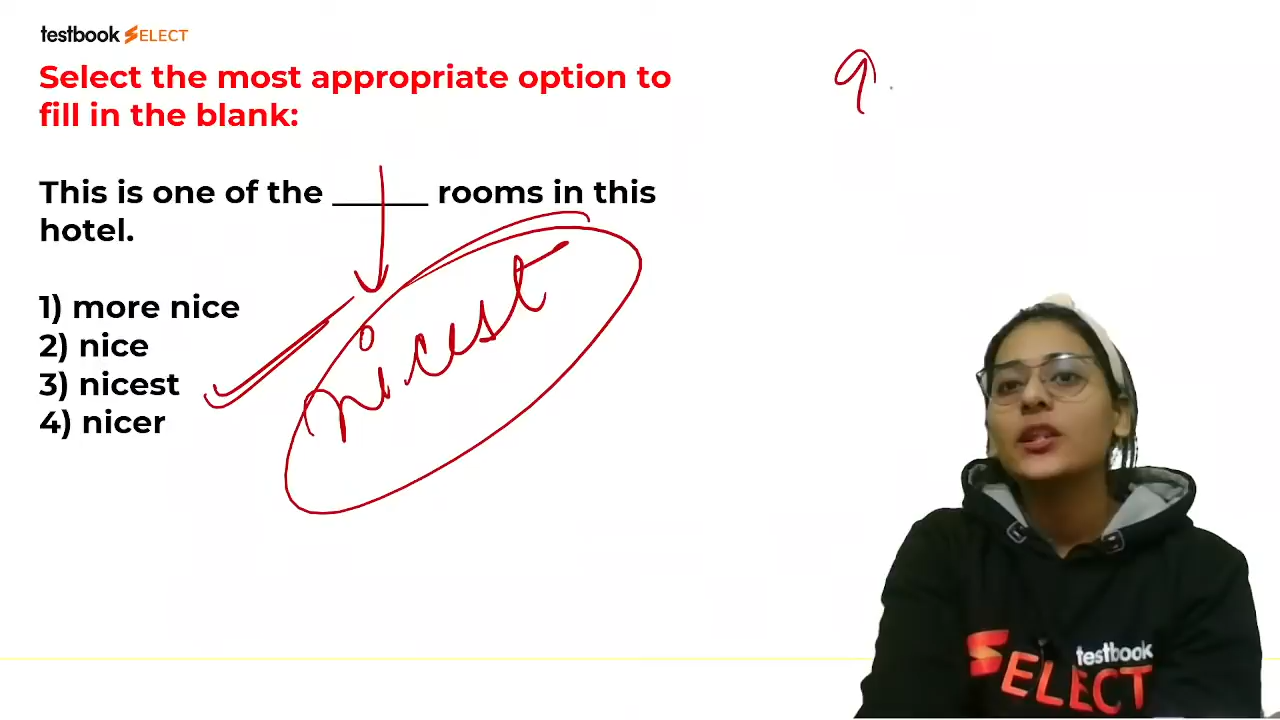 testbook SELECT
Select the most appropriate option to
fill in the blank:
This is one of the ______ rooms in this
hotel.
1) more nice
2) nice
3) nicest
4) nicer
nicest
9
testbook
SELECT